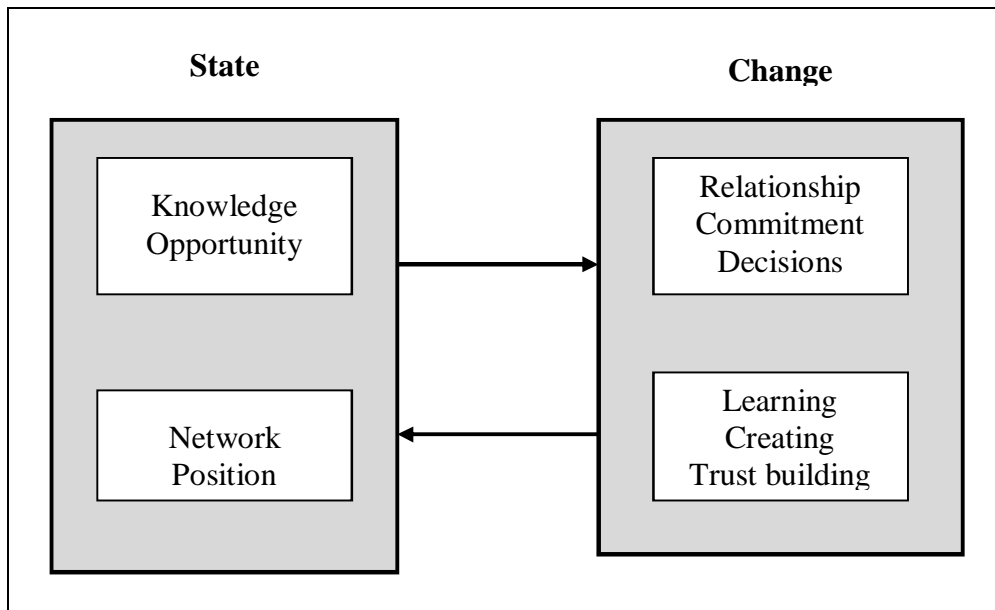 State
Change
Knowledge
Opportunity
Relationship
Commitment
Decisions
Network
Position
Learning
Creating
Trust building